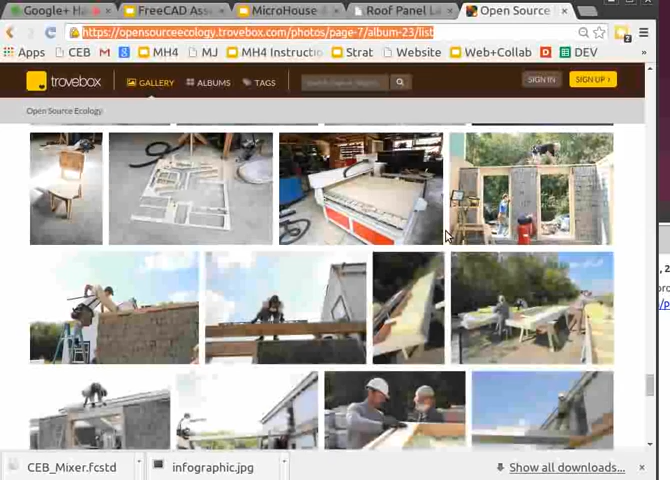 Google+ H
FreeCAD Ass
MicroHouse
Roof Panel L
Open Source
https://opensourceecology.trovebox.com/photos/page-7/album-23/list
Apps CEB MH4 MJ MH4 Instructio Strat Website Web+Collab DEV
trovebox GALLERY ALBUMS TAGS SIGN IN SIGN UP
Open Source Ecology
CEB_Mixer.fcstd infographic.jpg Show all downloads...